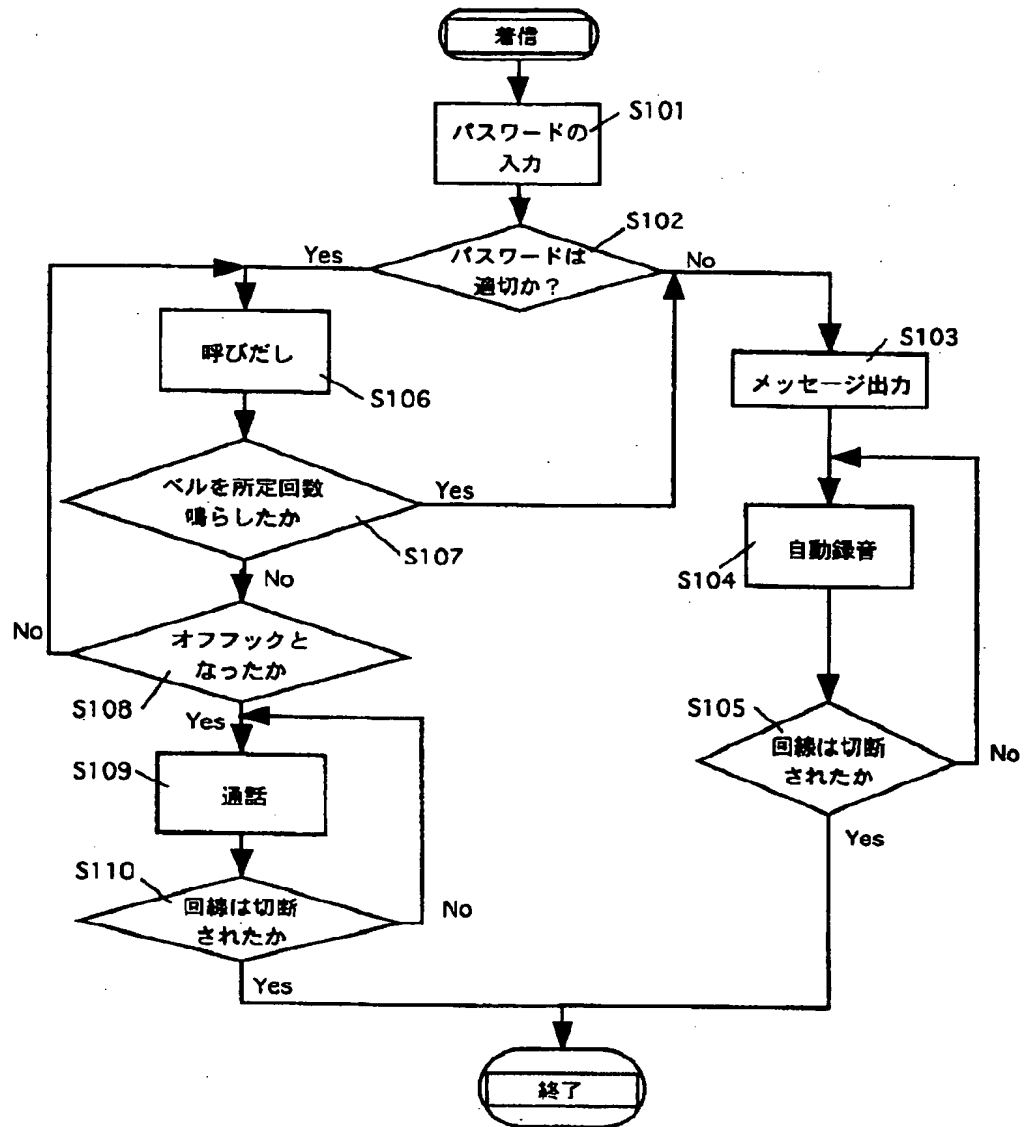 着信
S101
パスワードの
入力
S102
パスワードは
適切か？
Yes
No
呼びだし
S106
S103
メッセージ出力
ベルを所定回数
鳴らしたか
Yes
S107
No
自動録音
S104
オフフックと
なったか
No
S108
Yes
S105
回線は切断
されたか
No
Yes
S109
通話
S110
回線は切断
されたか
No
Yes
終了